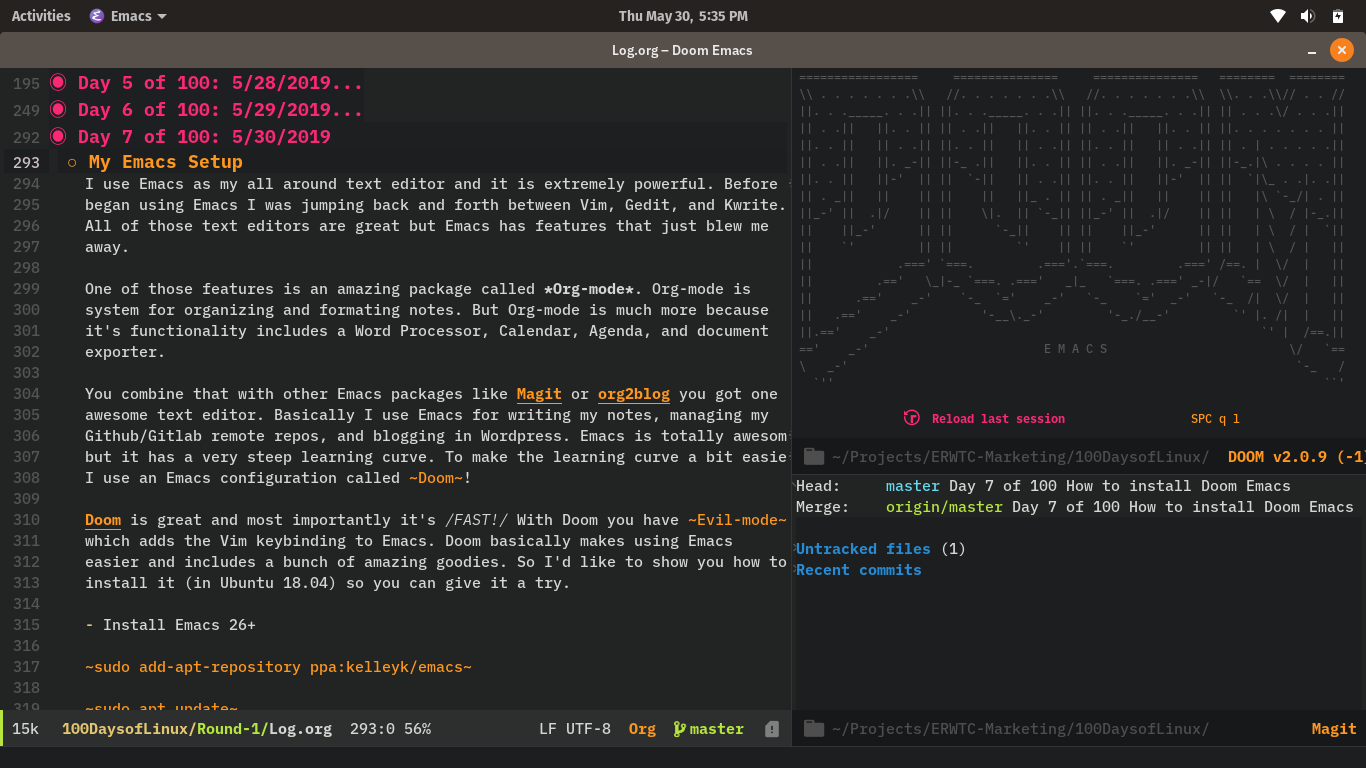 Activities
Emacs
Thu May 30, 5:35 PM
Log.org – Doom Emacs
195 Day 5 of 100: 5/28/2019...
249 Day 6 of 100: 5/29/2019...
292 Day 7 of 100: 5/30/2019
293 My Emacs Setup
294 I use Emacs as my all around text editor and it is extremely powerful. Before
295 began using Emacs I was jumping back and forth between Vim, Gedit, and Kwrite.
296 All of those text editors are great but Emacs has features that just blew me
297 away.
298
299 One of those features is an amazing package called *Org-mode*. Org-mode is
300 system for organizing and formating notes. But Org-mode is much more because
301 it's functionality includes a Word Processor, Calendar, Agenda, and document
302 exporter.
303
304 You combine that with other Emacs packages like Magit or org2blog you got one
305 awesome text editor. Basically I use Emacs for writing my notes, managing my
306 Github/Gitlab remote repos, and blogging in Wordpress. Emacs is totally awesom
307 but it has a very steep learning curve. To make the learning curve a bit easie
308 I use an Emacs configuration called ~Doom~!
309
310 Doom is great and most importantly it's /FAST!/ With Doom you have ~Evil-mode~
311 which adds the Vim keybinding to Emacs. Doom basically makes using Emacs
312 easier and includes a bunch of amazing goodies. So I'd like to show you how to
313 install it (in Ubuntu 18.04) so you can give it a try.
314
315 - Install Emacs 26+
316
317 ~sudo add-apt-repository ppa:kelleyk/emacs~
318
319 ~sudo apt update~
15k 100DaysofLinux/Round-1/Log.org 293:0 56% LF UTF-8 Org master
E M A C S
Reload last session SPC q l
~/Projects/ERWTC-Marketing/100DaysofLinux/ DOOM v2.0.9 (-1
Head: master Day 7 of 100 How to install Doom Emacs
Merge: origin/master Day 7 of 100 How to install Doom Emacs
Untracked files (1)
Recent commits
~/Projects/ERWTC-Marketing/100DaysofLinux/ Magit